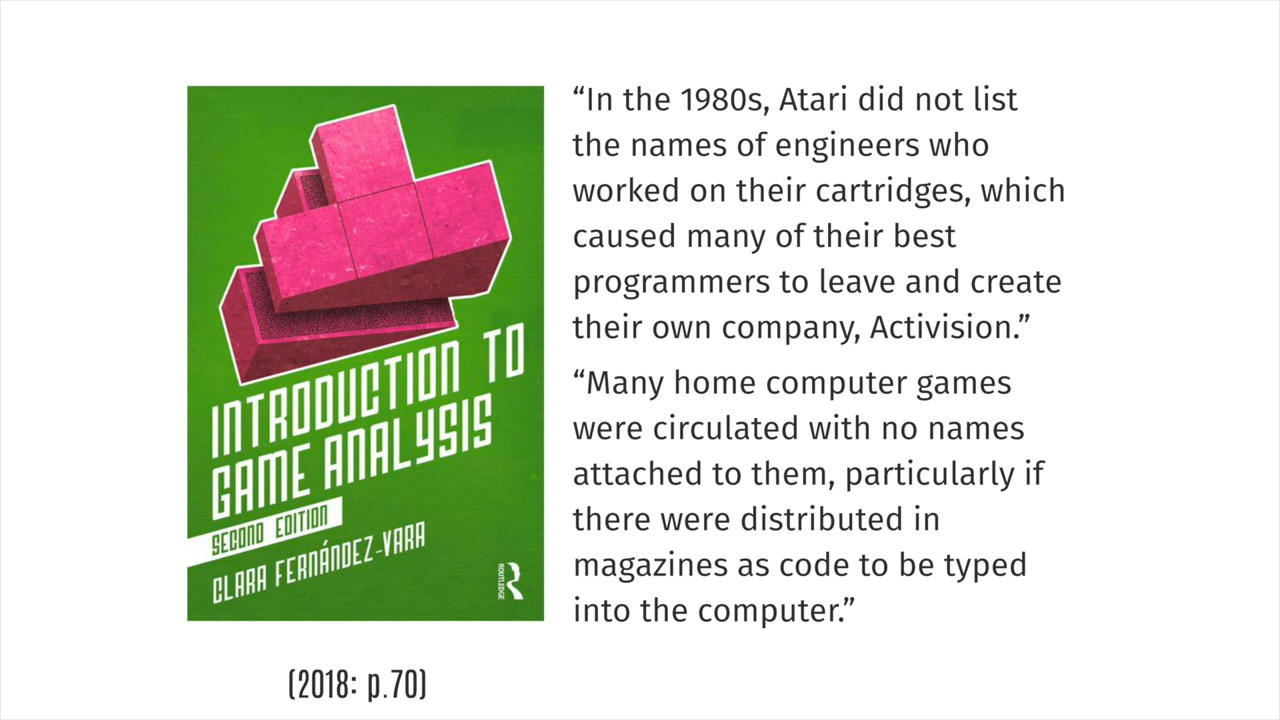 “In the 1980s, Atari did not list
the names of engineers who
worked on their cartridges, which
caused many of their best
programmers to leave and create
their own company, Activision.”
“Many home computer games
were circulated with no names
attached to them, particularly if
there were distributed in
magazines as code to be typed
into the computer.”
INTRODUCTION TO
GAME ANALYSIS
SECOND EDITION
CLARA FERNÁNDEZ-VARA
ROUTLEDGE
(2018: p.70)